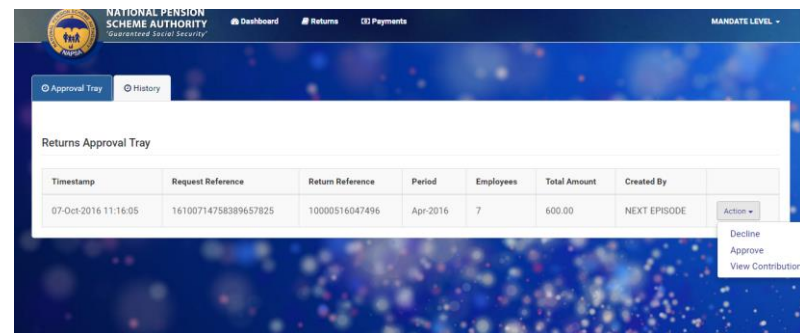 NATIONAL PENSION
SCHEME AUTHORITY
"Guaranteed Social Security"
NAPSA
Dashboard Returns Payments MANDATE LEVEL
Approval Tray History
Returns Approval Tray
Timestamp Request Reference Return Reference Period Employees Total Amount Created By
07-Oct-2016 11:16:05 16100714758389657825 10000516047496 Apr-2016 7 600.00 NEXT EPISODE Action
Decline
Approve
View Contribution